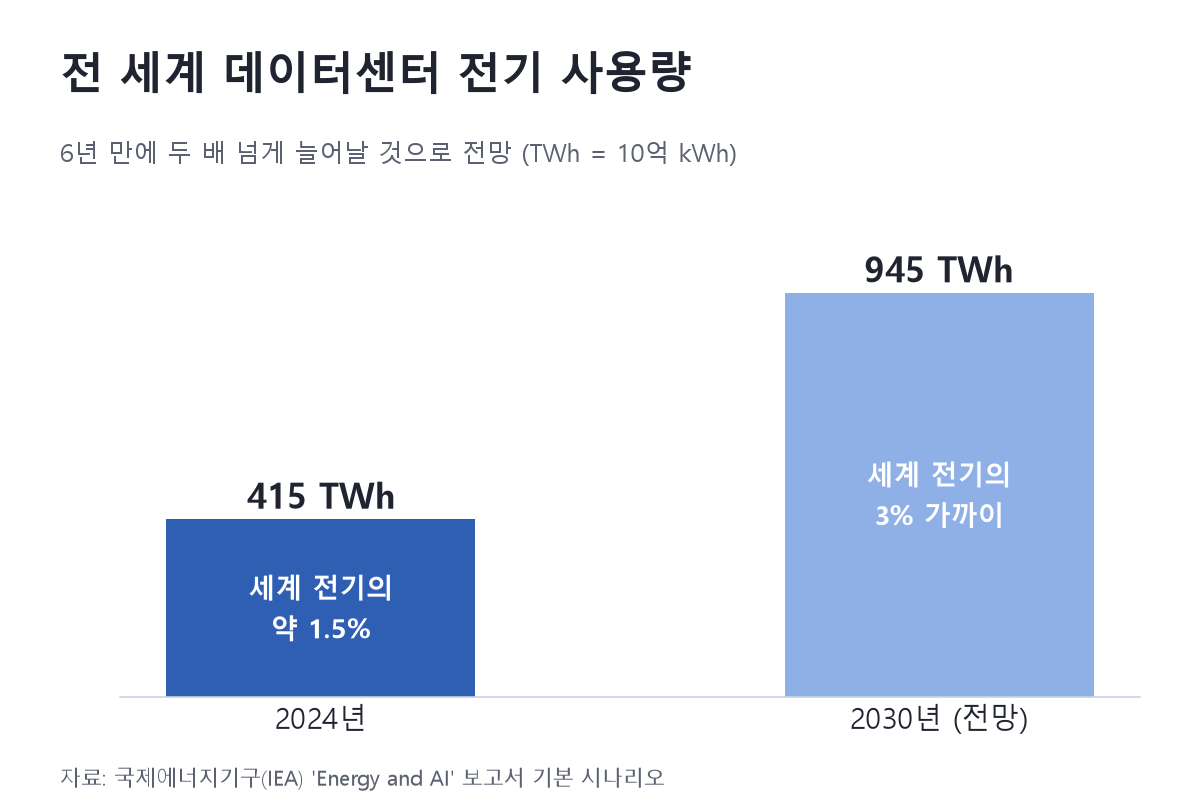 전 세계 데이터센터 전기 사용량
6년 만에 두 배 넘게 늘어날 것으로 전망 (TWh = 10억 kWh)
945 TWh
세계 전기의
3% 가까이
415 TWh
세계 전기의
약 1.5%
2024년
2030년 (전망)
자료: 국제에너지기구(IEA) 'Energy and AI' 보고서 기본 시나리오